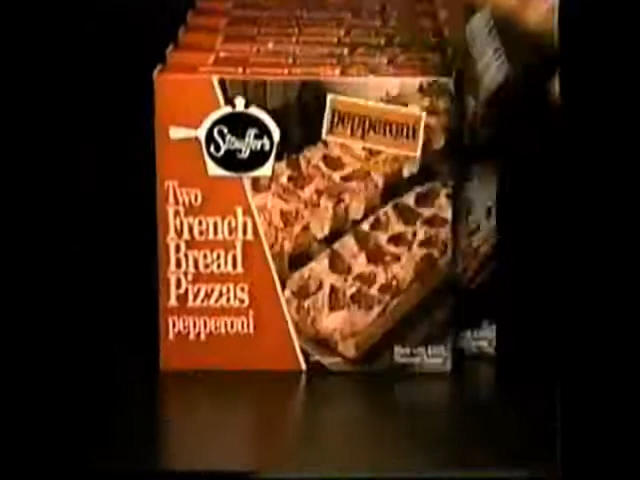 Stouffer's
pepperoni
Two
French
Bread
Pizzas
pepperoni